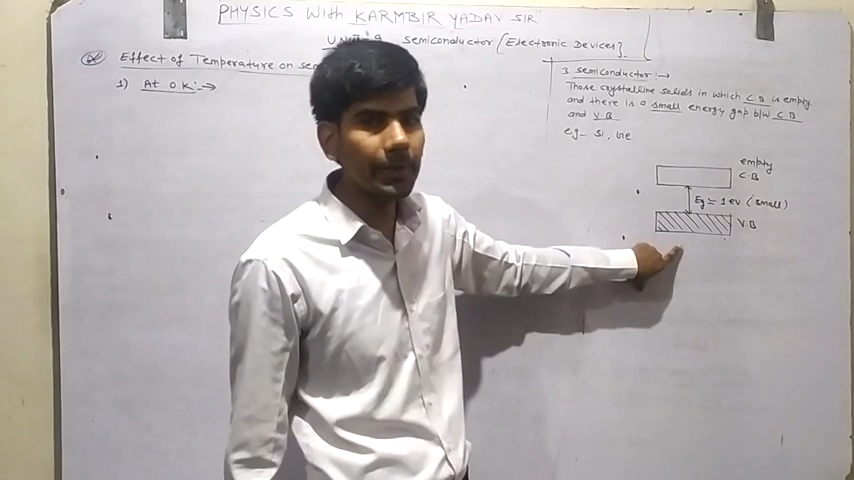 PHYSICS With KARMBIR YADAV SIR
UNIT 9 semiconductor [Electronic Devices]
Effect of Temperature on
1) At 0 K:→
3 semiconductor :→
Those crystalline solids in which C.B is empty
and there is a small energy gap b/w C.B
and V.B
eg- Si, Ge
empty
C.B
Eg ≃ 1 eV (small)
V.B